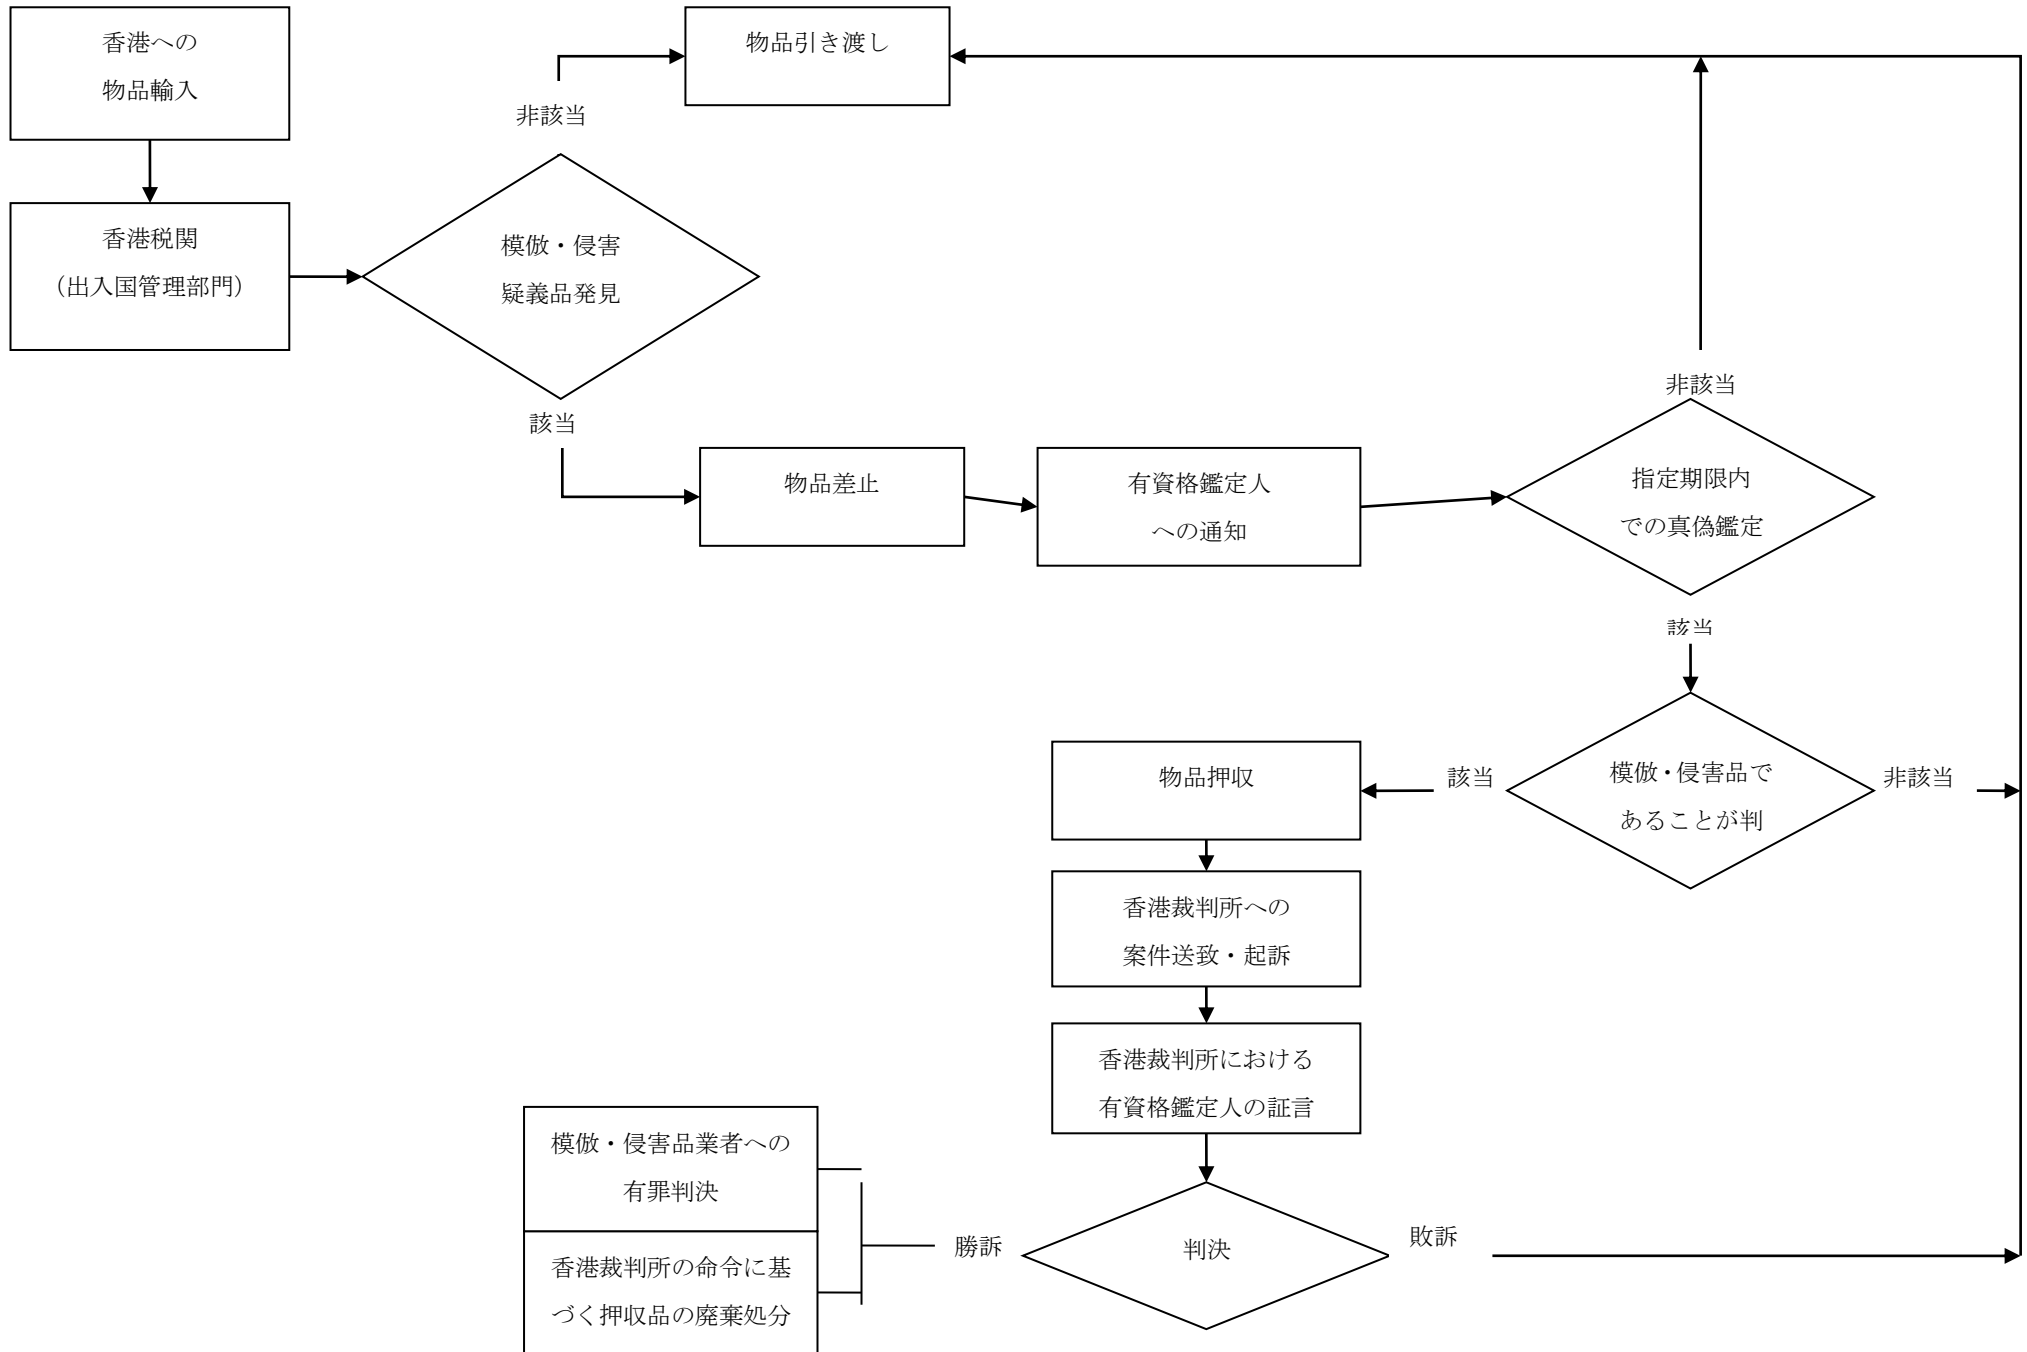 香港への
物品輸入
物品引き渡し
非該当
香港税関
（出入国管理部門）
模倣・侵害
疑義品発見
該当
非該当
物品差止
有資格鑑定人
への通知
指定期限内
での真偽鑑定
該当
物品押収
該当
模倣・侵害品で
あることが判
非該当
香港裁判所への
案件送致・起訴
香港裁判所における
有資格鑑定人の証言
模倣・侵害品業者への
有罪判決
香港裁判所の命令に基
づく押収品の廃棄処分
勝訴
判決
敗訴